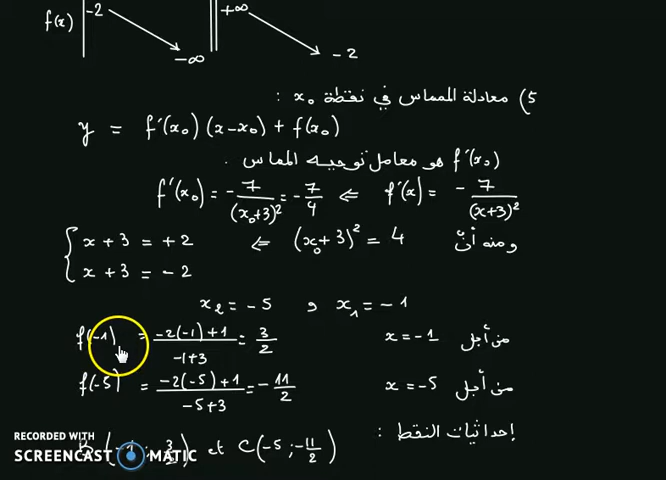 f(x) -2 -∞ +∞ -2
5) معادلة المماس في نقطة x₀ :
y = f'(x₀)(x-x₀) + f(x₀)
f'(x₀) هو معامل توجيه المماس .
f'(x) = -7/(x+3)² ⇒ f'(x₀) = -7/(x₀+3)² = -7/4
ومنه أنّ (x₀+3)² = 4 ⇒ { x+3 = +2
x+3 = -2
x₁ = -1 و x₂ = -5
من أجل x = -1 f(-1) = (-2(-1)+1)/(-1+3) = 3/2
من أجل x = -5 f(-5) = (-2(-5)+1)/(-5+3) = -11/2
إحداثيات النقط :
B(-1 ; 3/2) et C(-5 ; -11/2)
RECORDED WITH
SCREENCAST MATIC